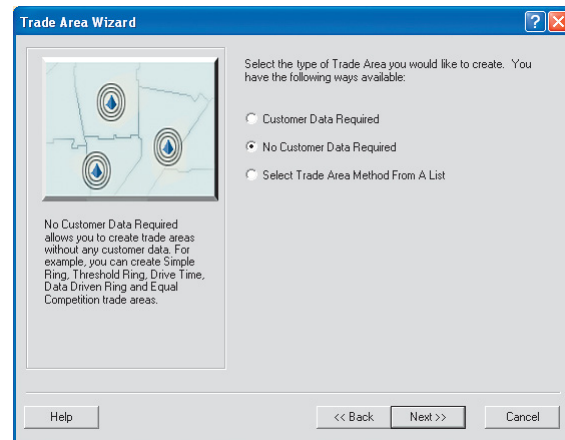 Trade Area Wizard
Select the type of Trade Area you would like to create. You
have the following ways available:
Customer Data Required
No Customer Data Required
Select Trade Area Method From A List
No Customer Data Required
allows you to create trade areas
without any customer data. For
example, you can create Simple
Ring, Threshold Ring, Drive Time,
Data Driven Ring and Equal
Competition trade areas.
Help
<< Back
Next >>
Cancel